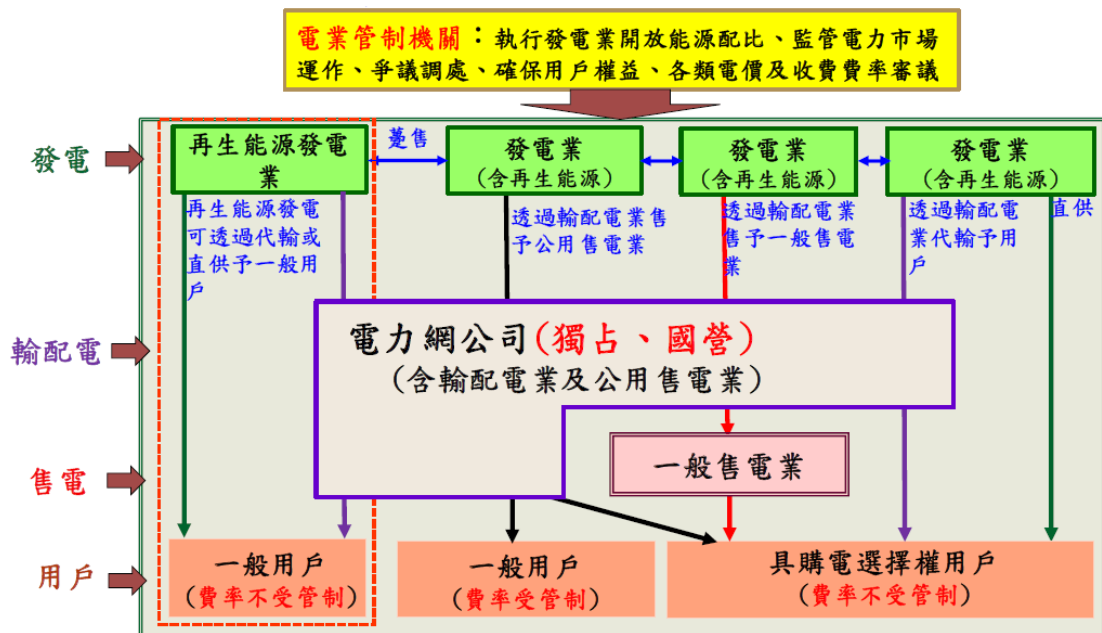 電業管制機關：執行發電業開放能源配比、監管電力市場
運作、爭議調處、確保用戶權益、各類電價及收費費率審議
發電
再生能源發電
業
躉售
發電業
(含再生能源)
發電業
(含再生能源)
發電業
(含再生能源)
再生能源發電
可透過代輸或
直供予一般用
戶
透過輸配電業售
予公用售電業
透過輸配電業
售予一般售電
業
透過輸配電
業代輸予用
戶
直供
輸配電
電力網公司(獨占、國營)
(含輸配電業及公用售電業)
售電
一般售電業
用戶
一般用戶
(費率不受管制)
一般用戶
(費率受管制)
具購電選擇權用戶
(費率不受管制)